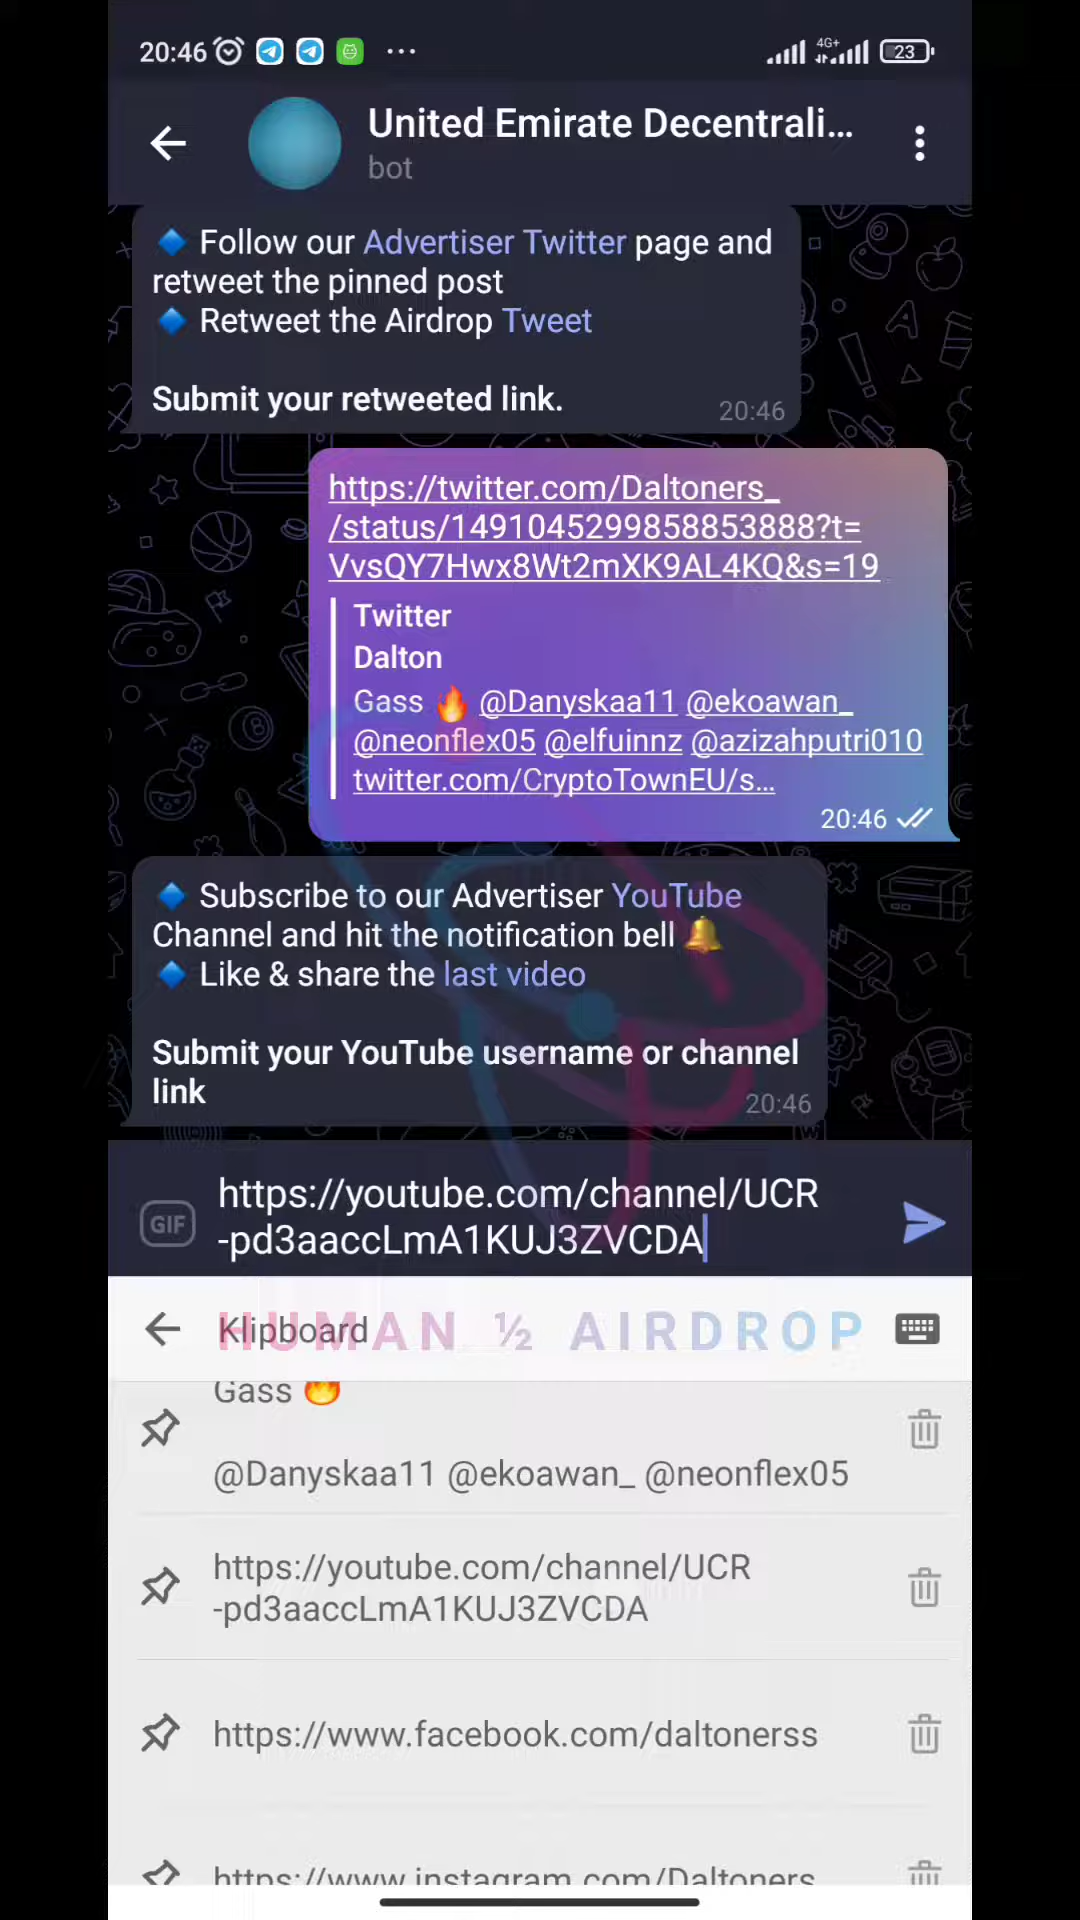 20:46
4G+
23
United Emirate Decentrali...
bot
🔹 Follow our Advertiser Twitter page and
retweet the pinned post
🔹 Retweet the Airdrop Tweet
Submit your retweeted link.
20:46
https://twitter.com/Daltoners_
/status/1491045299858853888?t=
VvsQY7Hwx8Wt2mXK9AL4KQ&s=19
Twitter
Dalton
Gass 🔥 @Danyskaa11 @ekoawan_
@neonflex05 @elfuinnz @azizahputri010
twitter.com/CryptoTownEU/s...
20:46
🔹 Subscribe to our Advertiser YouTube
Channel and hit the notification bell 🔔
🔹 Like & share the last video
Submit your YouTube username or channel
link
20:46
GIF
https://youtube.com/channel/UCR
-pd3aaccLmA1KUJ3ZVCDA
Klipboard
HUMAN ½ AIRDROP
Gass 🔥
@Danyskaa11 @ekoawan_ @neonflex05
https://youtube.com/channel/UCR
-pd3aaccLmA1KUJ3ZVCDA
https://www.facebook.com/daltonerss
https://www.instagram.com/Daltoners